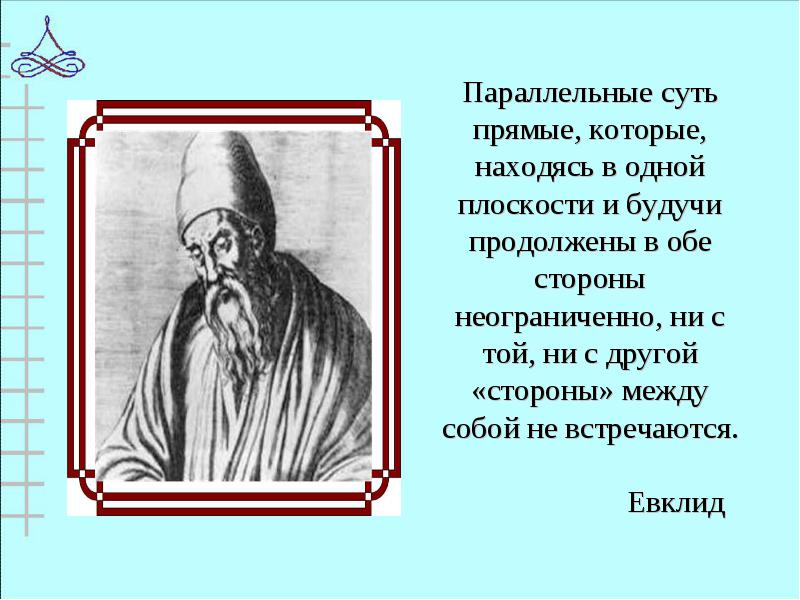 Параллельные суть
прямые, которые,
находясь в одной
плоскости и будучи
продолжены в обе
стороны
неограниченно, ни с
той, ни с другой
«стороны» между
собой не встречаются.
Евклид